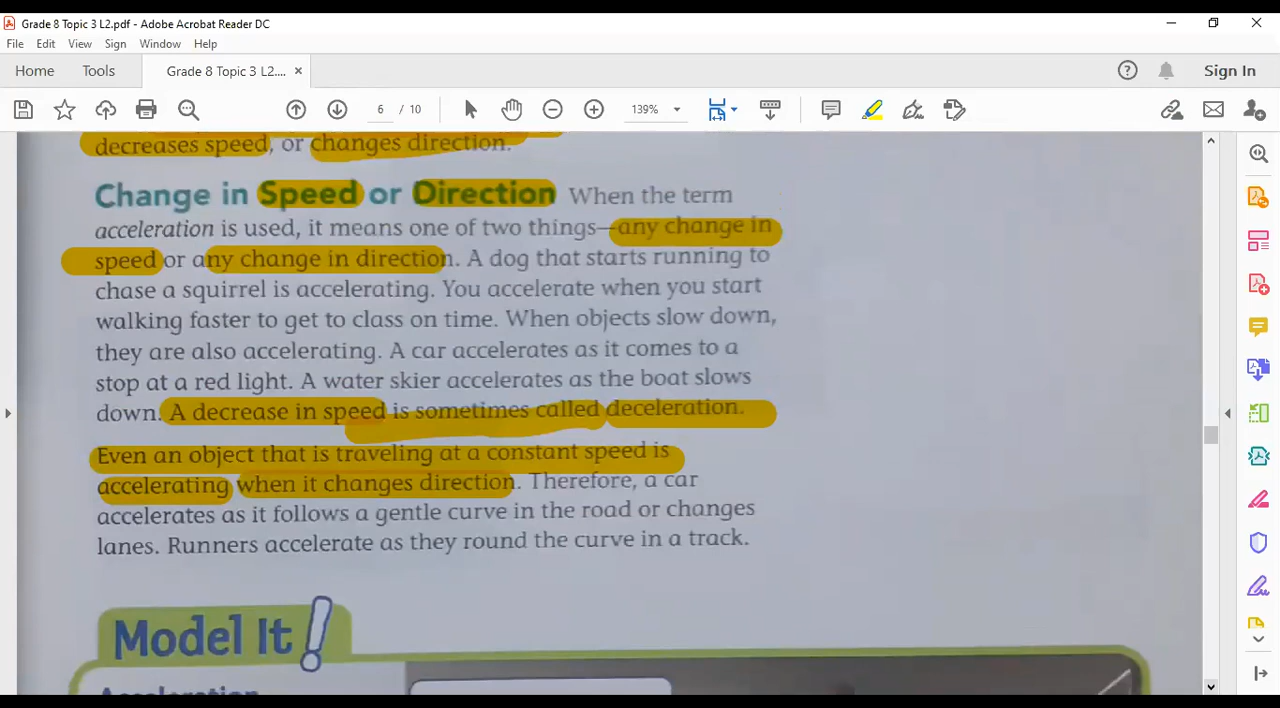 Grade 8 Topic 3 L2.pdf - Adobe Acrobat Reader DC
File Edit View Sign Window Help
Home Tools Grade 8 Topic 3 L2.... × Sign In
6 / 10 139%
decreases speed, or changes direction.
Change in Speed or Direction When the term
acceleration is used, it means one of two things—any change in
speed or any change in direction. A dog that starts running to
chase a squirrel is accelerating. You accelerate when you start
walking faster to get to class on time. When objects slow down,
they are also accelerating. A car accelerates as it comes to a
stop at a red light. A water skier accelerates as the boat slows
down. A decrease in speed is sometimes called deceleration.
Even an object that is traveling at a constant speed is
accelerating when it changes direction. Therefore, a car
accelerates as it follows a gentle curve in the road or changes
lanes. Runners accelerate as they round the curve in a track.
Model It!
Acceleration